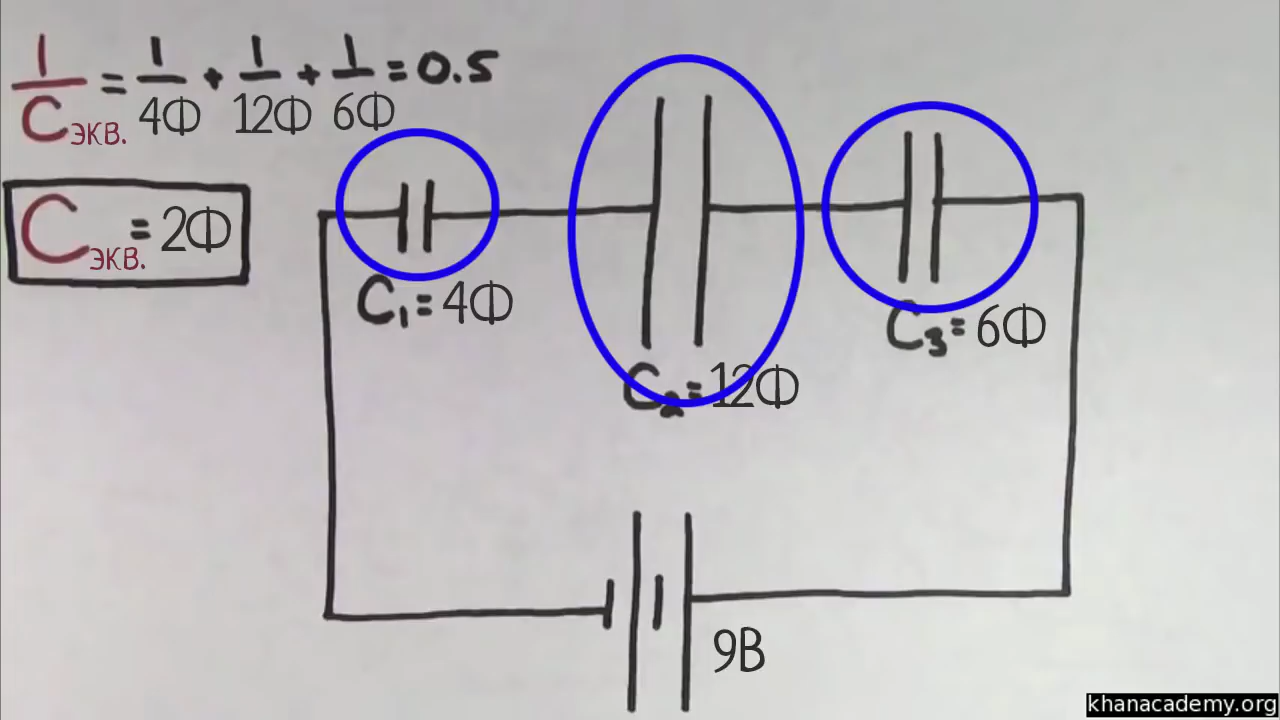 1/Cэкв. = 1/4Ф + 1/12Ф + 1/6Ф = 0.5
Cэкв. = 2Ф
C₁ = 4Ф
C₂ = 12Ф
C₃ = 6Ф
9В
khanacademy.org